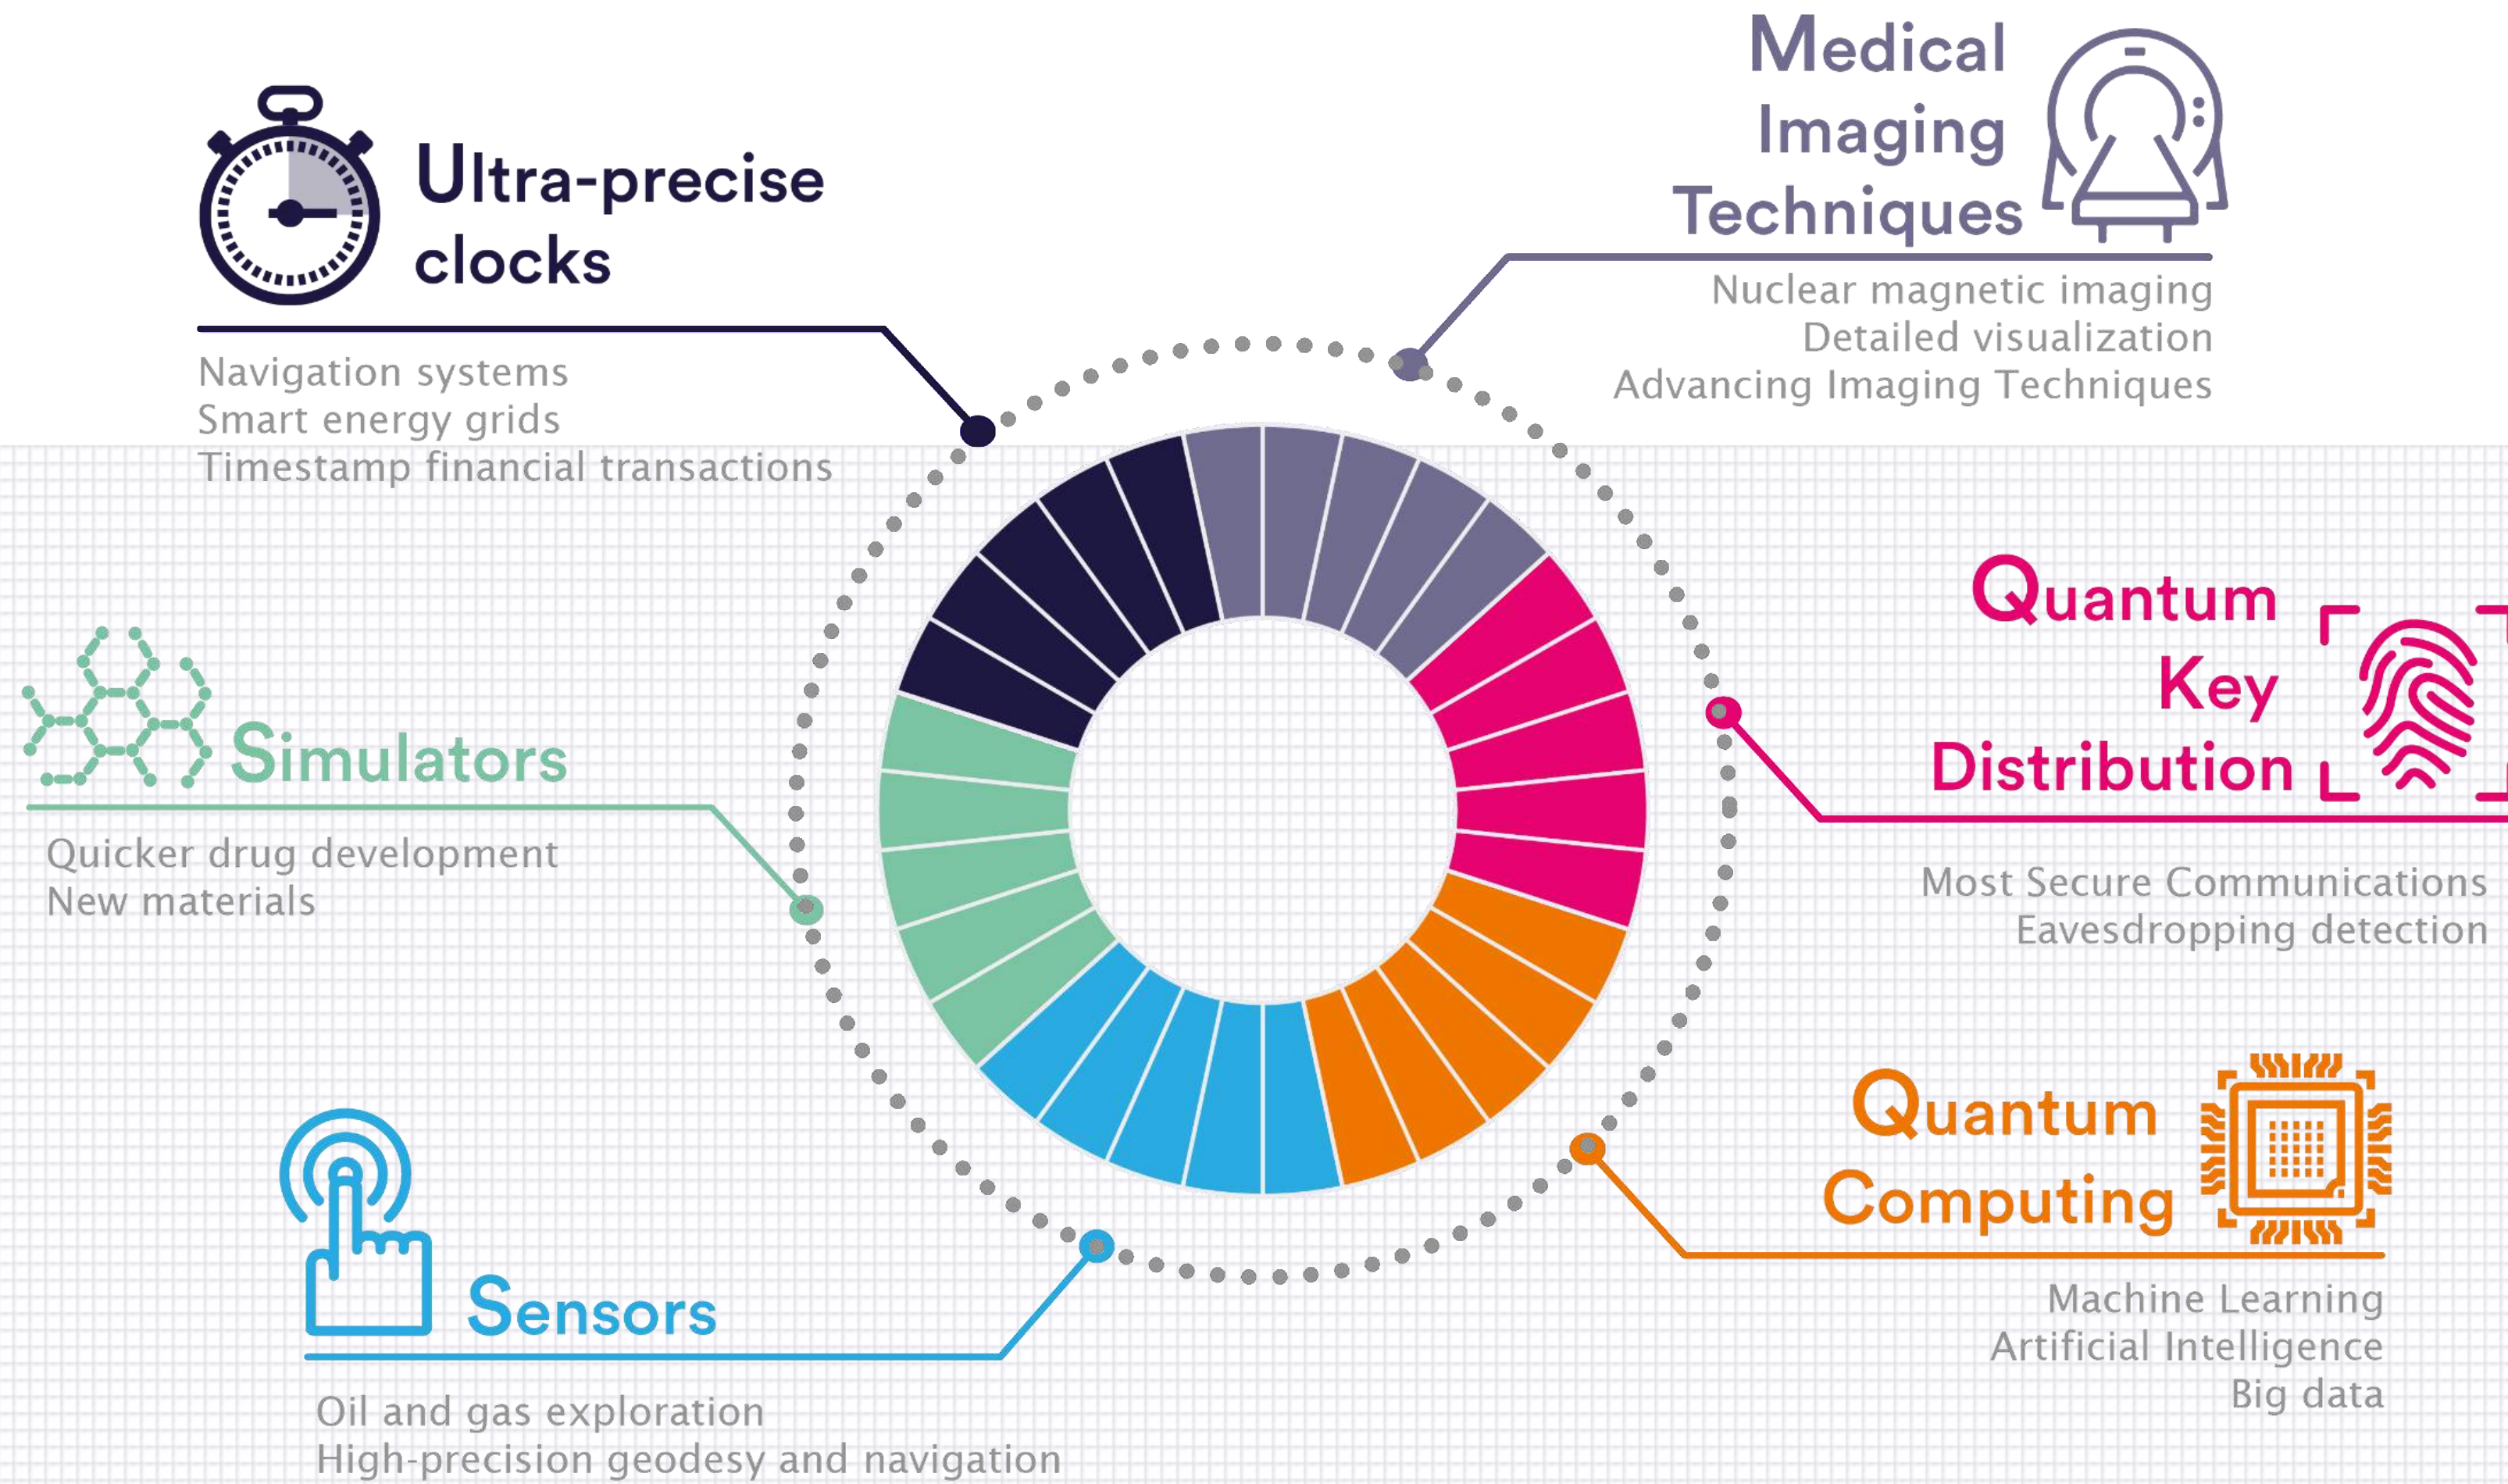 Ultra-precise
clocks
Navigation systems
Smart energy grids
Timestamp financial transactions
Medical
Imaging
Techniques
Nuclear magnetic imaging
Detailed visualization
Advancing Imaging Techniques
Simulators
Quicker drug development
New materials
Quantum
Key
Distribution
Most Secure Communications
Eavesdropping detection
Sensors
Oil and gas exploration
High-precision geodesy and navigation
Quantum
Computing
Machine Learning
Artificial Intelligence
Big data